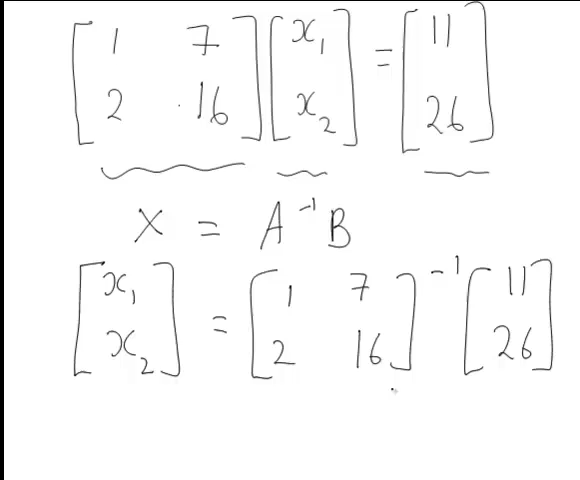 [1 7; 2 16] [x₁; x₂] = [11; 26]
X = A⁻¹B
[x₁; x₂] = [1 7; 2 16]⁻¹ [11; 26]